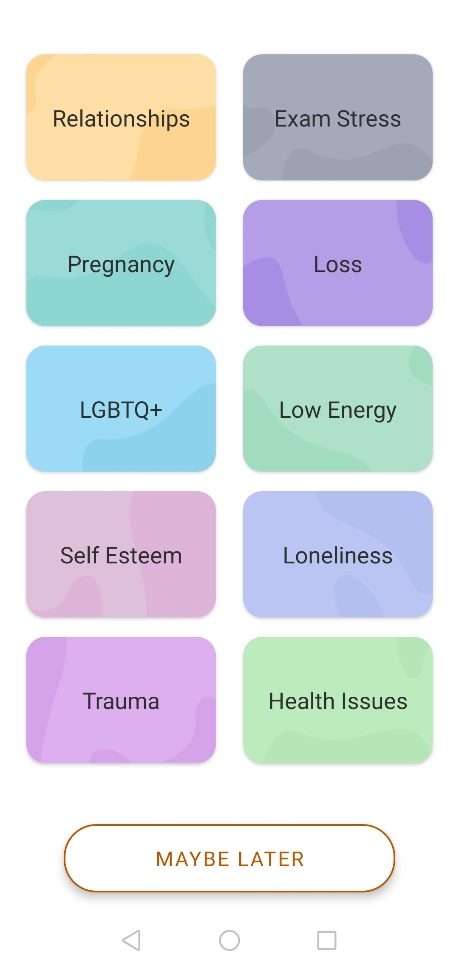 Relationships
Exam Stress
Pregnancy
Loss
LGBTQ+
Low Energy
Self Esteem
Loneliness
Trauma
Health Issues
MAYBE LATER